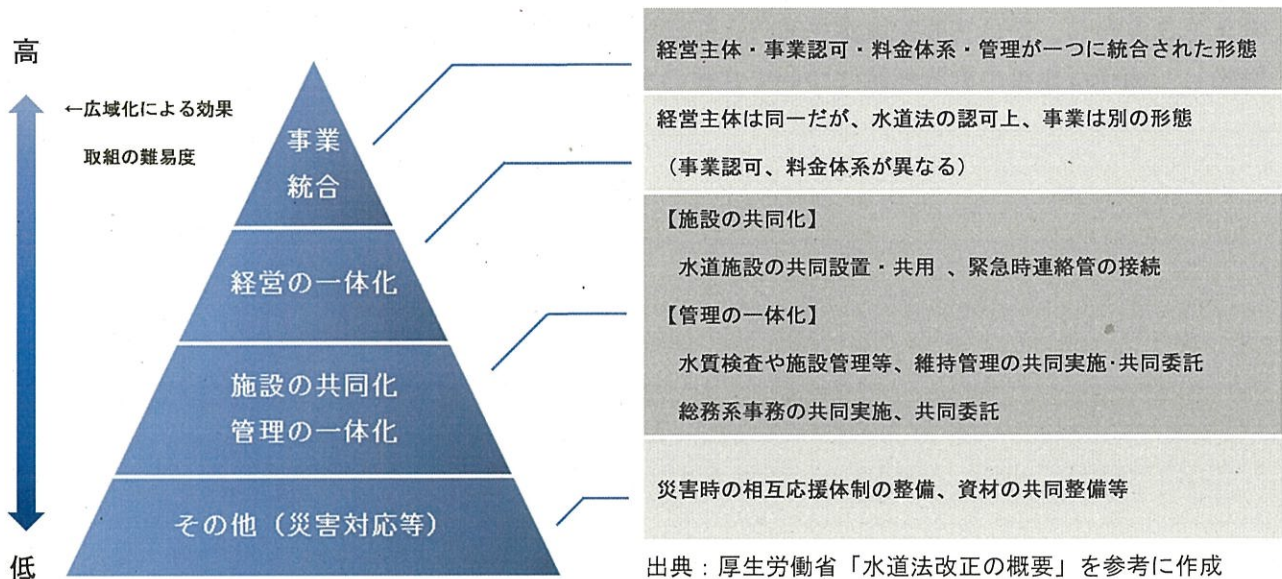 高
←広域化による効果
取組の難易度
低
事業
統合
経営の一体化
施設の共同化
管理の一体化
その他（災害対応等）
経営主体・事業認可・料金体系・管理が一つに統合された形態
経営主体は同一だが、水道法の認可上、事業は別の形態
（事業認可、料金体系が異なる）
【施設の共同化】
水道施設の共同設置・共用 、緊急時連絡管の接続
【管理の一体化】
水質検査や施設管理等、維持管理の共同実施･共同委託
総務系事務の共同実施、共同委託
災害時の相互応援体制の整備、資材の共同整備等
出典：厚生労働省「水道法改正の概要」を参考に作成